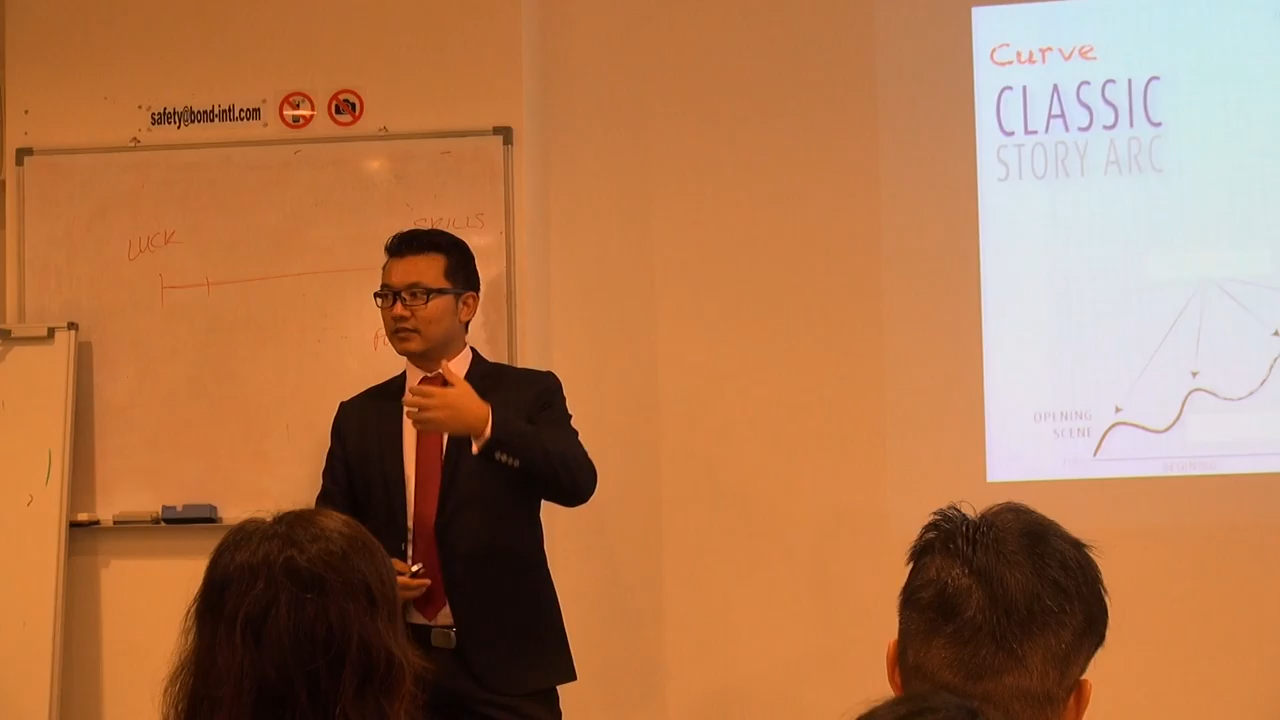 safety@bond-intl.com
LUCK
SKILLS
Curve
CLASSIC
STORY ARC
OPENING
SCENE